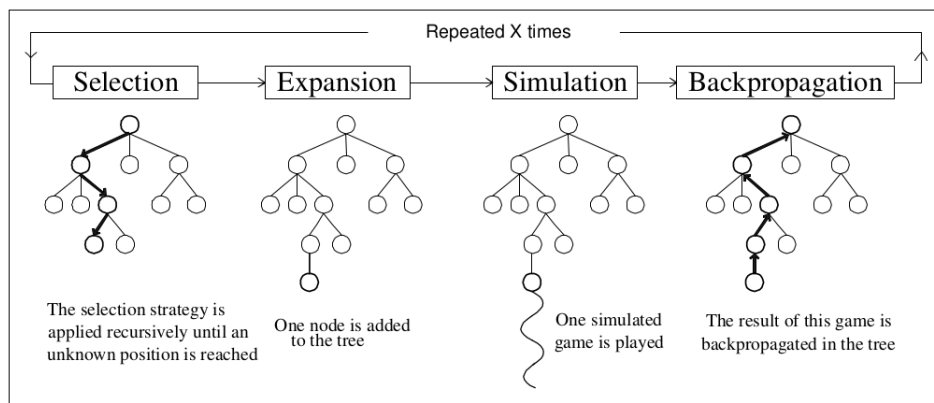 Repeated X times
Selection
Expansion
Simulation
Backpropagation
The selection strategy is
applied recursively until an
unknown position is reached
One node is added
to the tree
One simulated
game is played
The result of this game is
backpropagated in the tree